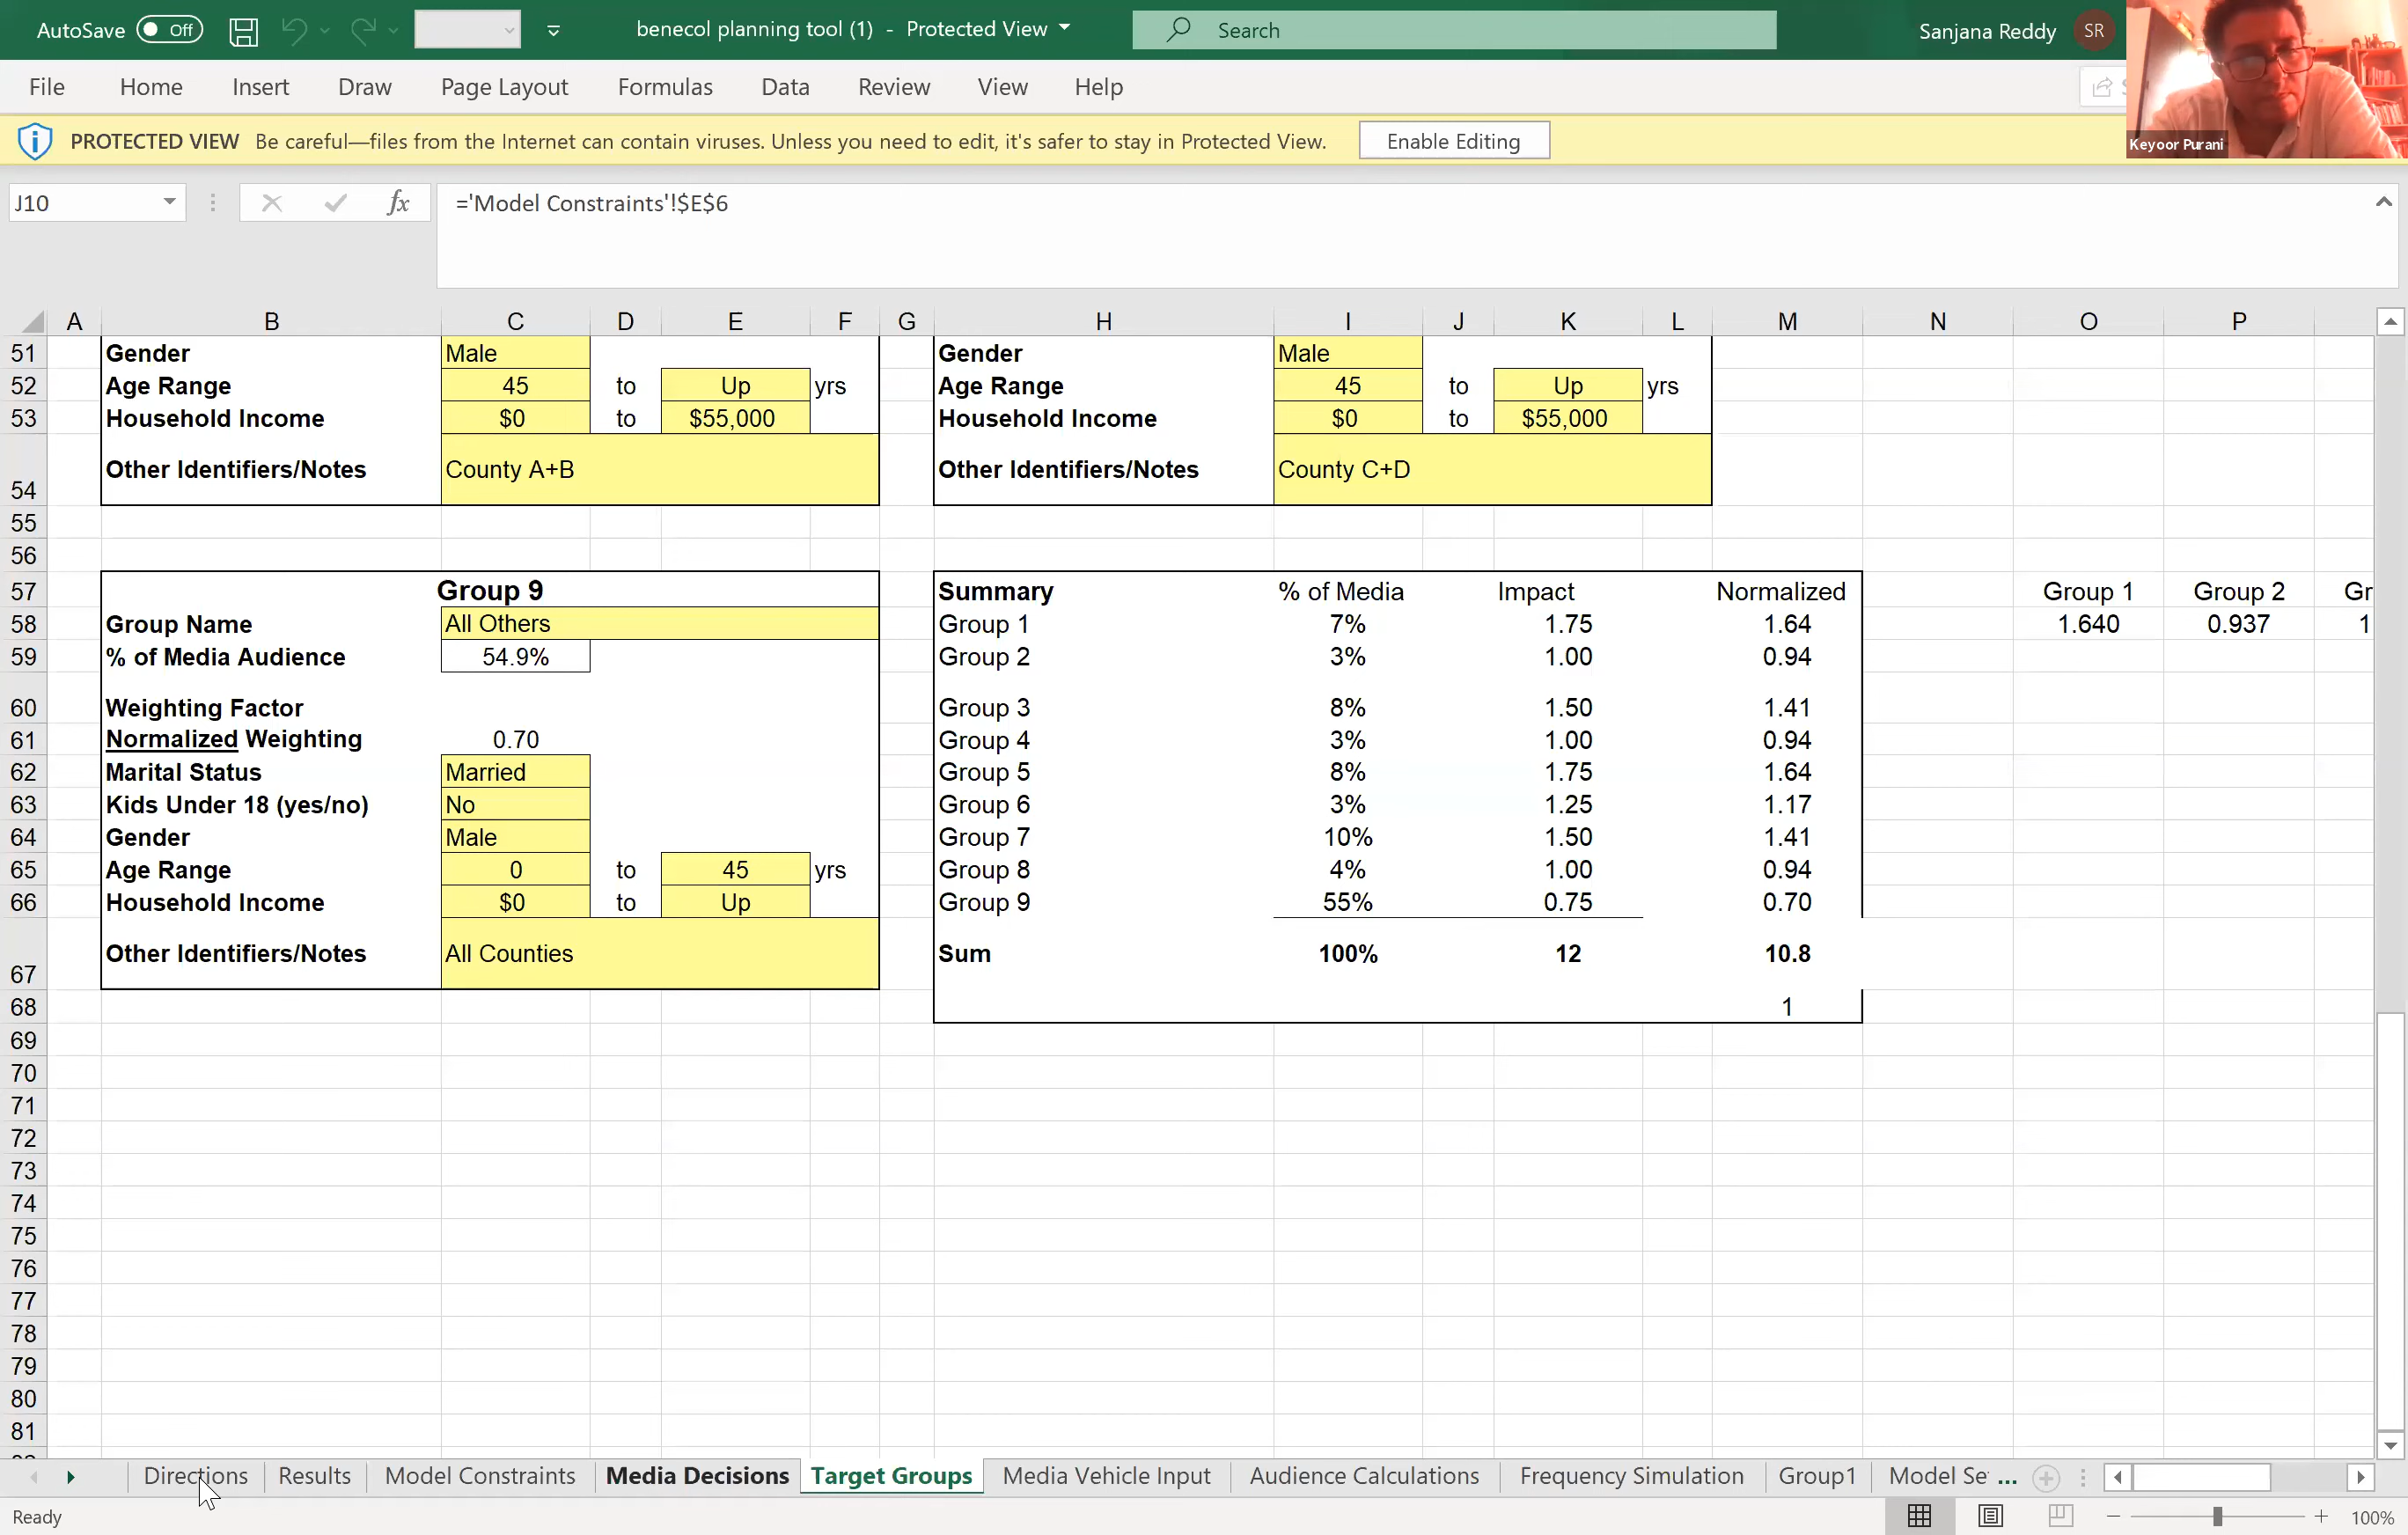 AutoSave Off benecol planning tool (1) - Protected View Search Sanjana Reddy SR
File Home Insert Draw Page Layout Formulas Data Review View Help
PROTECTED VIEW Be careful—files from the Internet can contain viruses. Unless you need to edit, it's safer to stay in Protected View. Enable Editing
Keyoor Purani
J10 fx ='Model Constraints'!$E$6
A B C D E F G H I J K L M N O P
51 Gender Male Gender Male
52 Age Range 45 to Up yrs Age Range 45 to Up yrs
53 Household Income $0 to $55,000 Household Income $0 to $55,000
54 Other Identifiers/Notes County A+B Other Identifiers/Notes County C+D
55
56
57 Group 9 Summary % of Media Impact Normalized Group 1 Group 2 Gr
58 Group Name All Others Group 1 7% 1.75 1.64 1.640 0.937 1
59 % of Media Audience 54.9% Group 2 3% 1.00 0.94
60 Weighting Factor Group 3 8% 1.50 1.41
61 Normalized Weighting 0.70 Group 4 3% 1.00 0.94
62 Marital Status Married Group 5 8% 1.75 1.64
63 Kids Under 18 (yes/no) No Group 6 3% 1.25 1.17
64 Gender Male Group 7 10% 1.50 1.41
65 Age Range 0 to 45 yrs Group 8 4% 1.00 0.94
66 Household Income $0 to Up Group 9 55% 0.75 0.70
67 Other Identifiers/Notes All Counties Sum 100% 12 10.8
68 1
69
70
71
72
73
74
75
76
77
78
79
80
81
Directions Results Model Constraints Media Decisions Target Groups Media Vehicle Input Audience Calculations Frequency Simulation Group1 Model Se ...
Ready 100%